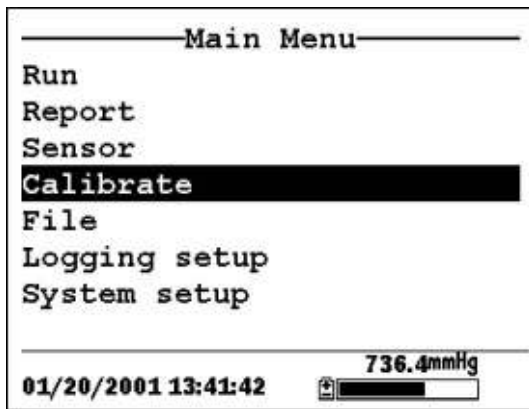 Main Menu
Run
Report
Sensor
Calibrate
File
Logging setup
System setup
736.4mmHg
01/20/2001 13:41:42